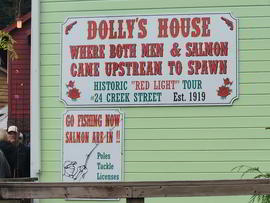 DOLLY'S HOUSE
WHERE BOTH MEN & SALMON
CAME UPSTREAM TO SPAWN
HISTORIC "RED LIGHT" TOUR
#24 CREEK STREET Est. 1919
GO FISHING NOW
SALMON ARE IN !!
Poles
Tackle
Licenses